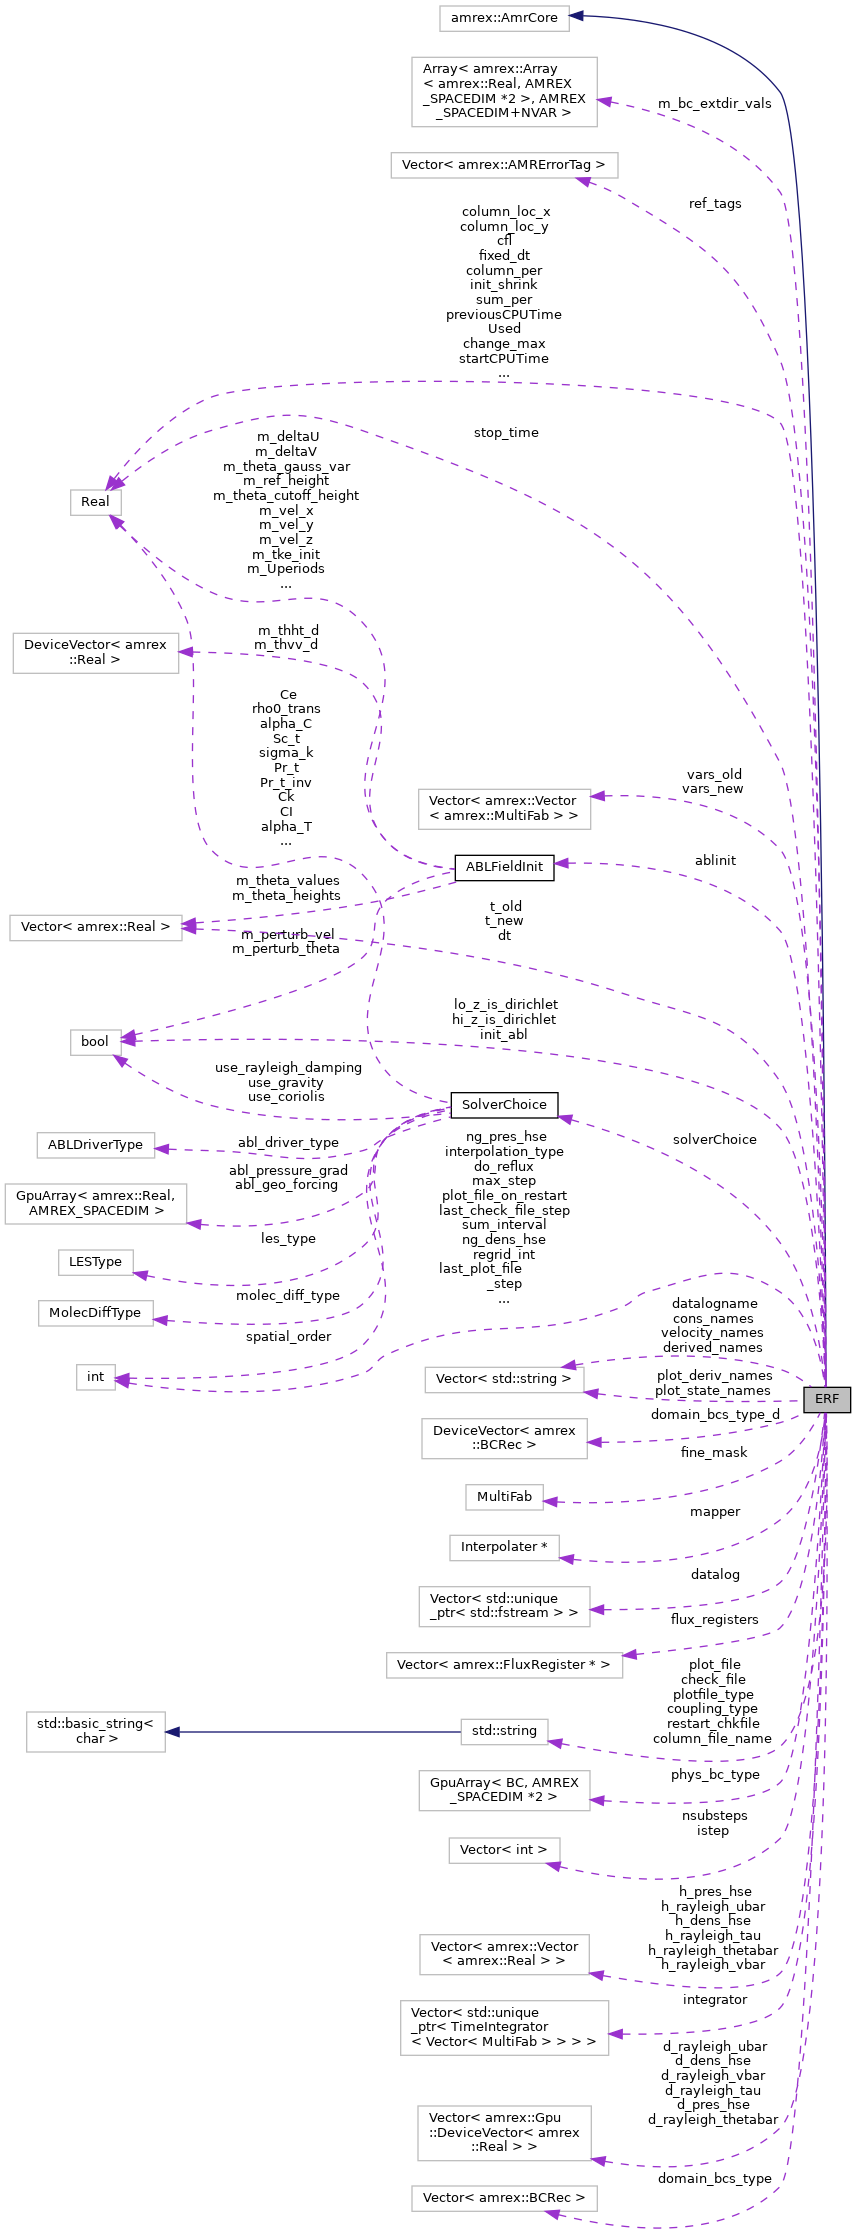 amrex::AmrCore
Array< amrex::Array
< amrex::Real, AMREX
_SPACEDIM *2 >, AMREX
_SPACEDIM+NVAR >
m_bc_extdir_vals
Vector< amrex::AMRErrorTag >
ref_tags
column_loc_x
column_loc_y
cfl
fixed_dt
column_per
init_shrink
sum_per
previousCPUTime
Used
change_max
startCPUTime
...
stop_time
m_deltaU
m_deltaV
m_theta_gauss_var
m_ref_height
m_theta_cutoff_height
m_vel_x
m_vel_y
m_vel_z
m_tke_init
m_Uperiods
...
Real
DeviceVector< amrex
::Real >
m_thht_d
m_thvv_d
Ce
rho0_trans
alpha_C
Sc_t
sigma_k
Pr_t
Pr_t_inv
Ck
CI
alpha_T
...
vars_old
vars_new
Vector< amrex::Vector
< amrex::MultiFab > >
ABLFieldInit
ablinit
m_theta_values
m_theta_heights
Vector< amrex::Real >
t_old
t_new
dt
m_perturb_vel
m_perturb_theta
lo_z_is_dirichlet
hi_z_is_dirichlet
init_abl
bool
use_rayleigh_damping
use_gravity
use_coriolis
SolverChoice
solverChoice
ABLDriverType
abl_driver_type
GpuArray< amrex::Real,
AMREX_SPACEDIM >
abl_pressure_grad
abl_geo_forcing
LESType
les_type
MolecDiffType
molec_diff_type
spatial_order
int
ng_pres_hse
interpolation_type
do_reflux
max_step
plot_file_on_restart
last_check_file_step
sum_interval
ng_dens_hse
regrid_int
last_plot_file
_step
...
datalogname
cons_names
velocity_names
derived_names
Vector< std::string >
plot_deriv_names
plot_state_names
ERF
DeviceVector< amrex
::BCRec >
domain_bcs_type_d
fine_mask
MultiFab
mapper
Interpolater *
datalog
Vector< std::unique
_ptr< std::fstream > >
flux_registers
Vector< amrex::FluxRegister * >
plot_file
check_file
plotfile_type
coupling_type
restart_chkfile
column_file_name
std::basic_string<
char >
std::string
phys_bc_type
GpuArray< BC, AMREX
_SPACEDIM *2 >
nsubsteps
istep
Vector< int >
h_pres_hse
h_rayleigh_ubar
h_dens_hse
h_rayleigh_tau
h_rayleigh_thetabar
h_rayleigh_vbar
Vector< amrex::Vector
< amrex::Real > >
integrator
Vector< std::unique
_ptr< TimeIntegrator
< Vector< MultiFab > > > >
d_rayleigh_ubar
d_dens_hse
d_rayleigh_vbar
d_rayleigh_tau
d_pres_hse
d_rayleigh_thetabar
Vector< amrex::Gpu
::DeviceVector< amrex
::Real > >
domain_bcs_type
Vector< amrex::BCRec >